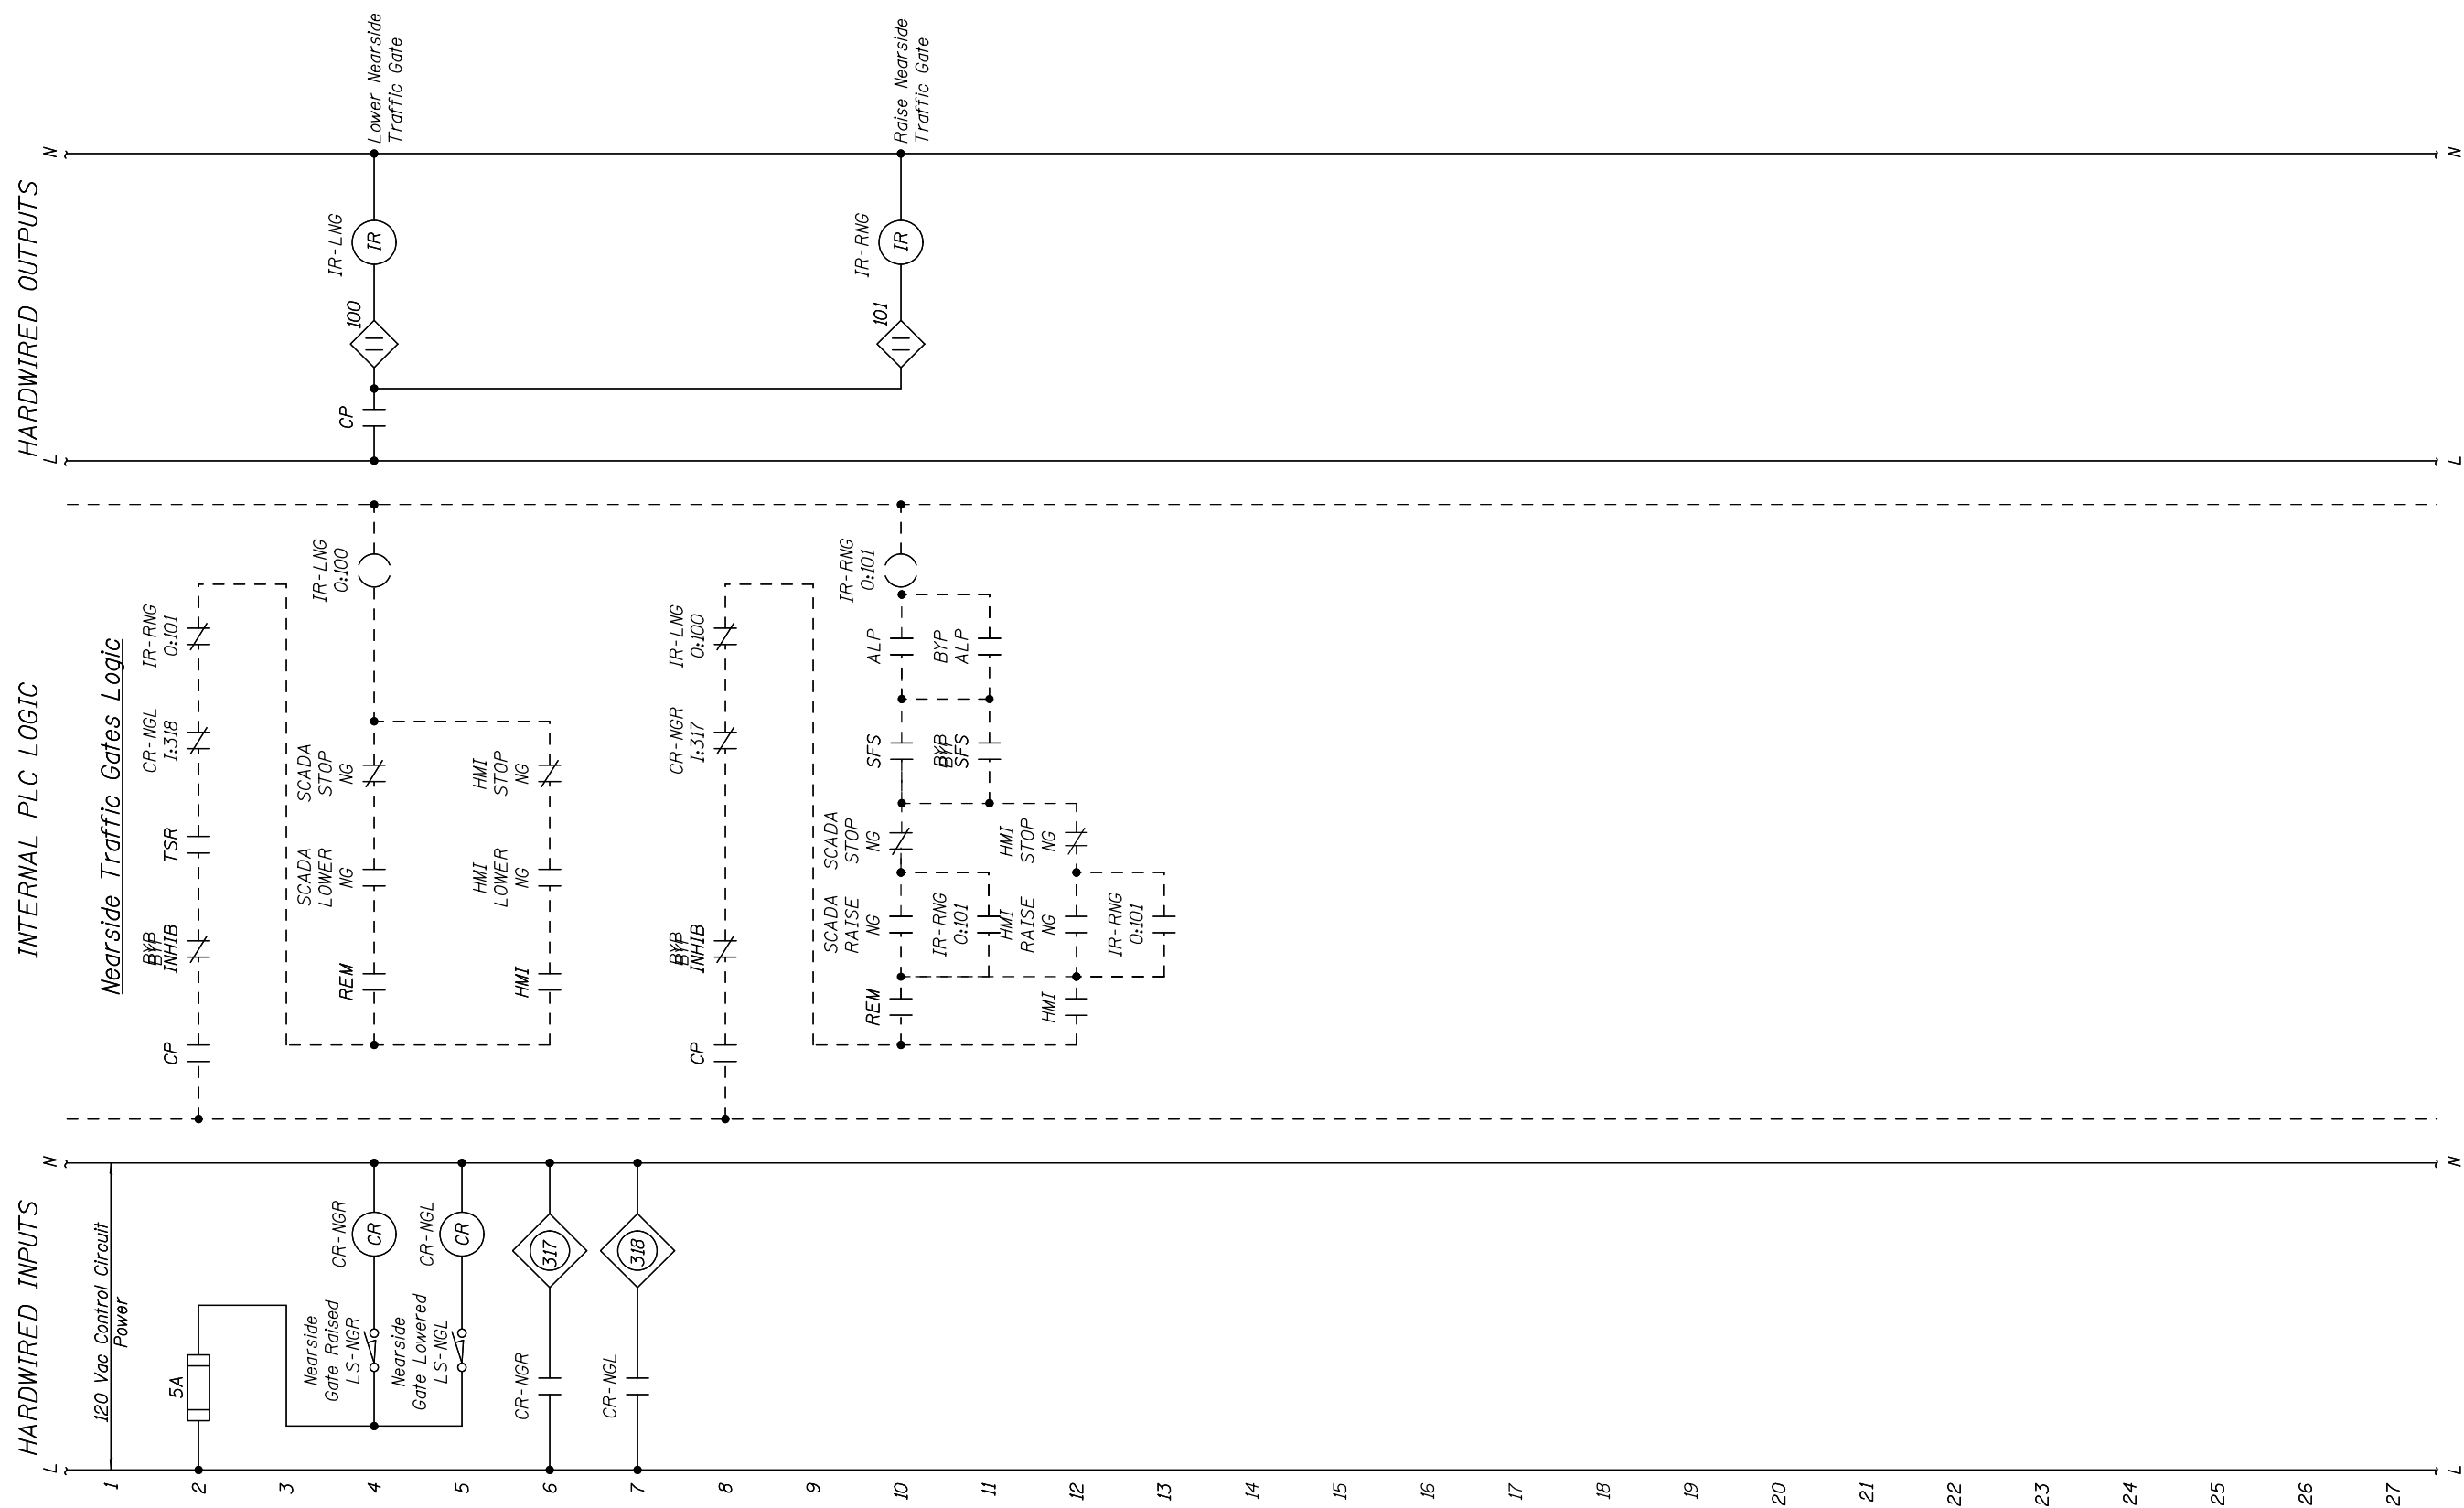 HARDWIRED INPUTS
INTERNAL PLC LOGIC
HARDWIRED OUTPUTS
L
N
L
N
1
120 Vac Control Circuit
Power
Nearside Traffic Gates Logic
2
5A
CP
BYP
INHIB
TSR
CR-NGL
I:318
IR-RNG
O:101
3
4
Nearside
Gate Raised
LS-NGR
CR-NGR
CR
REM
SCADA
LOWER
NG
SCADA
STOP
NG
IR-LNG
O:100
CP
100
IR-LNG
IR
Lower Nearside
Traffic Gate
5
Nearside
Gate Lowered
LS-NGL
CR-NGL
CR
6
CR-NGR
317
HMI
HMI
LOWER
NG
HMI
STOP
NG
7
CR-NGL
318
8
CP
BYP
INHIB
CR-NGR
I:317
IR-LNG
O:100
9
10
REM
SCADA
RAISE
NG
SCADA
STOP
NG
SFS
ALP
IR-RNG
O:101
101
IR-RNG
IR
Raise Nearside
Traffic Gate
11
IR-RNG
O:101
BYP
SFS
BYP
ALP
12
HMI
HMI
RAISE
NG
HMI
STOP
NG
13
IR-RNG
O:101
14
15
16
17
18
19
20
21
22
23
24
25
26
27
L
N
L
N